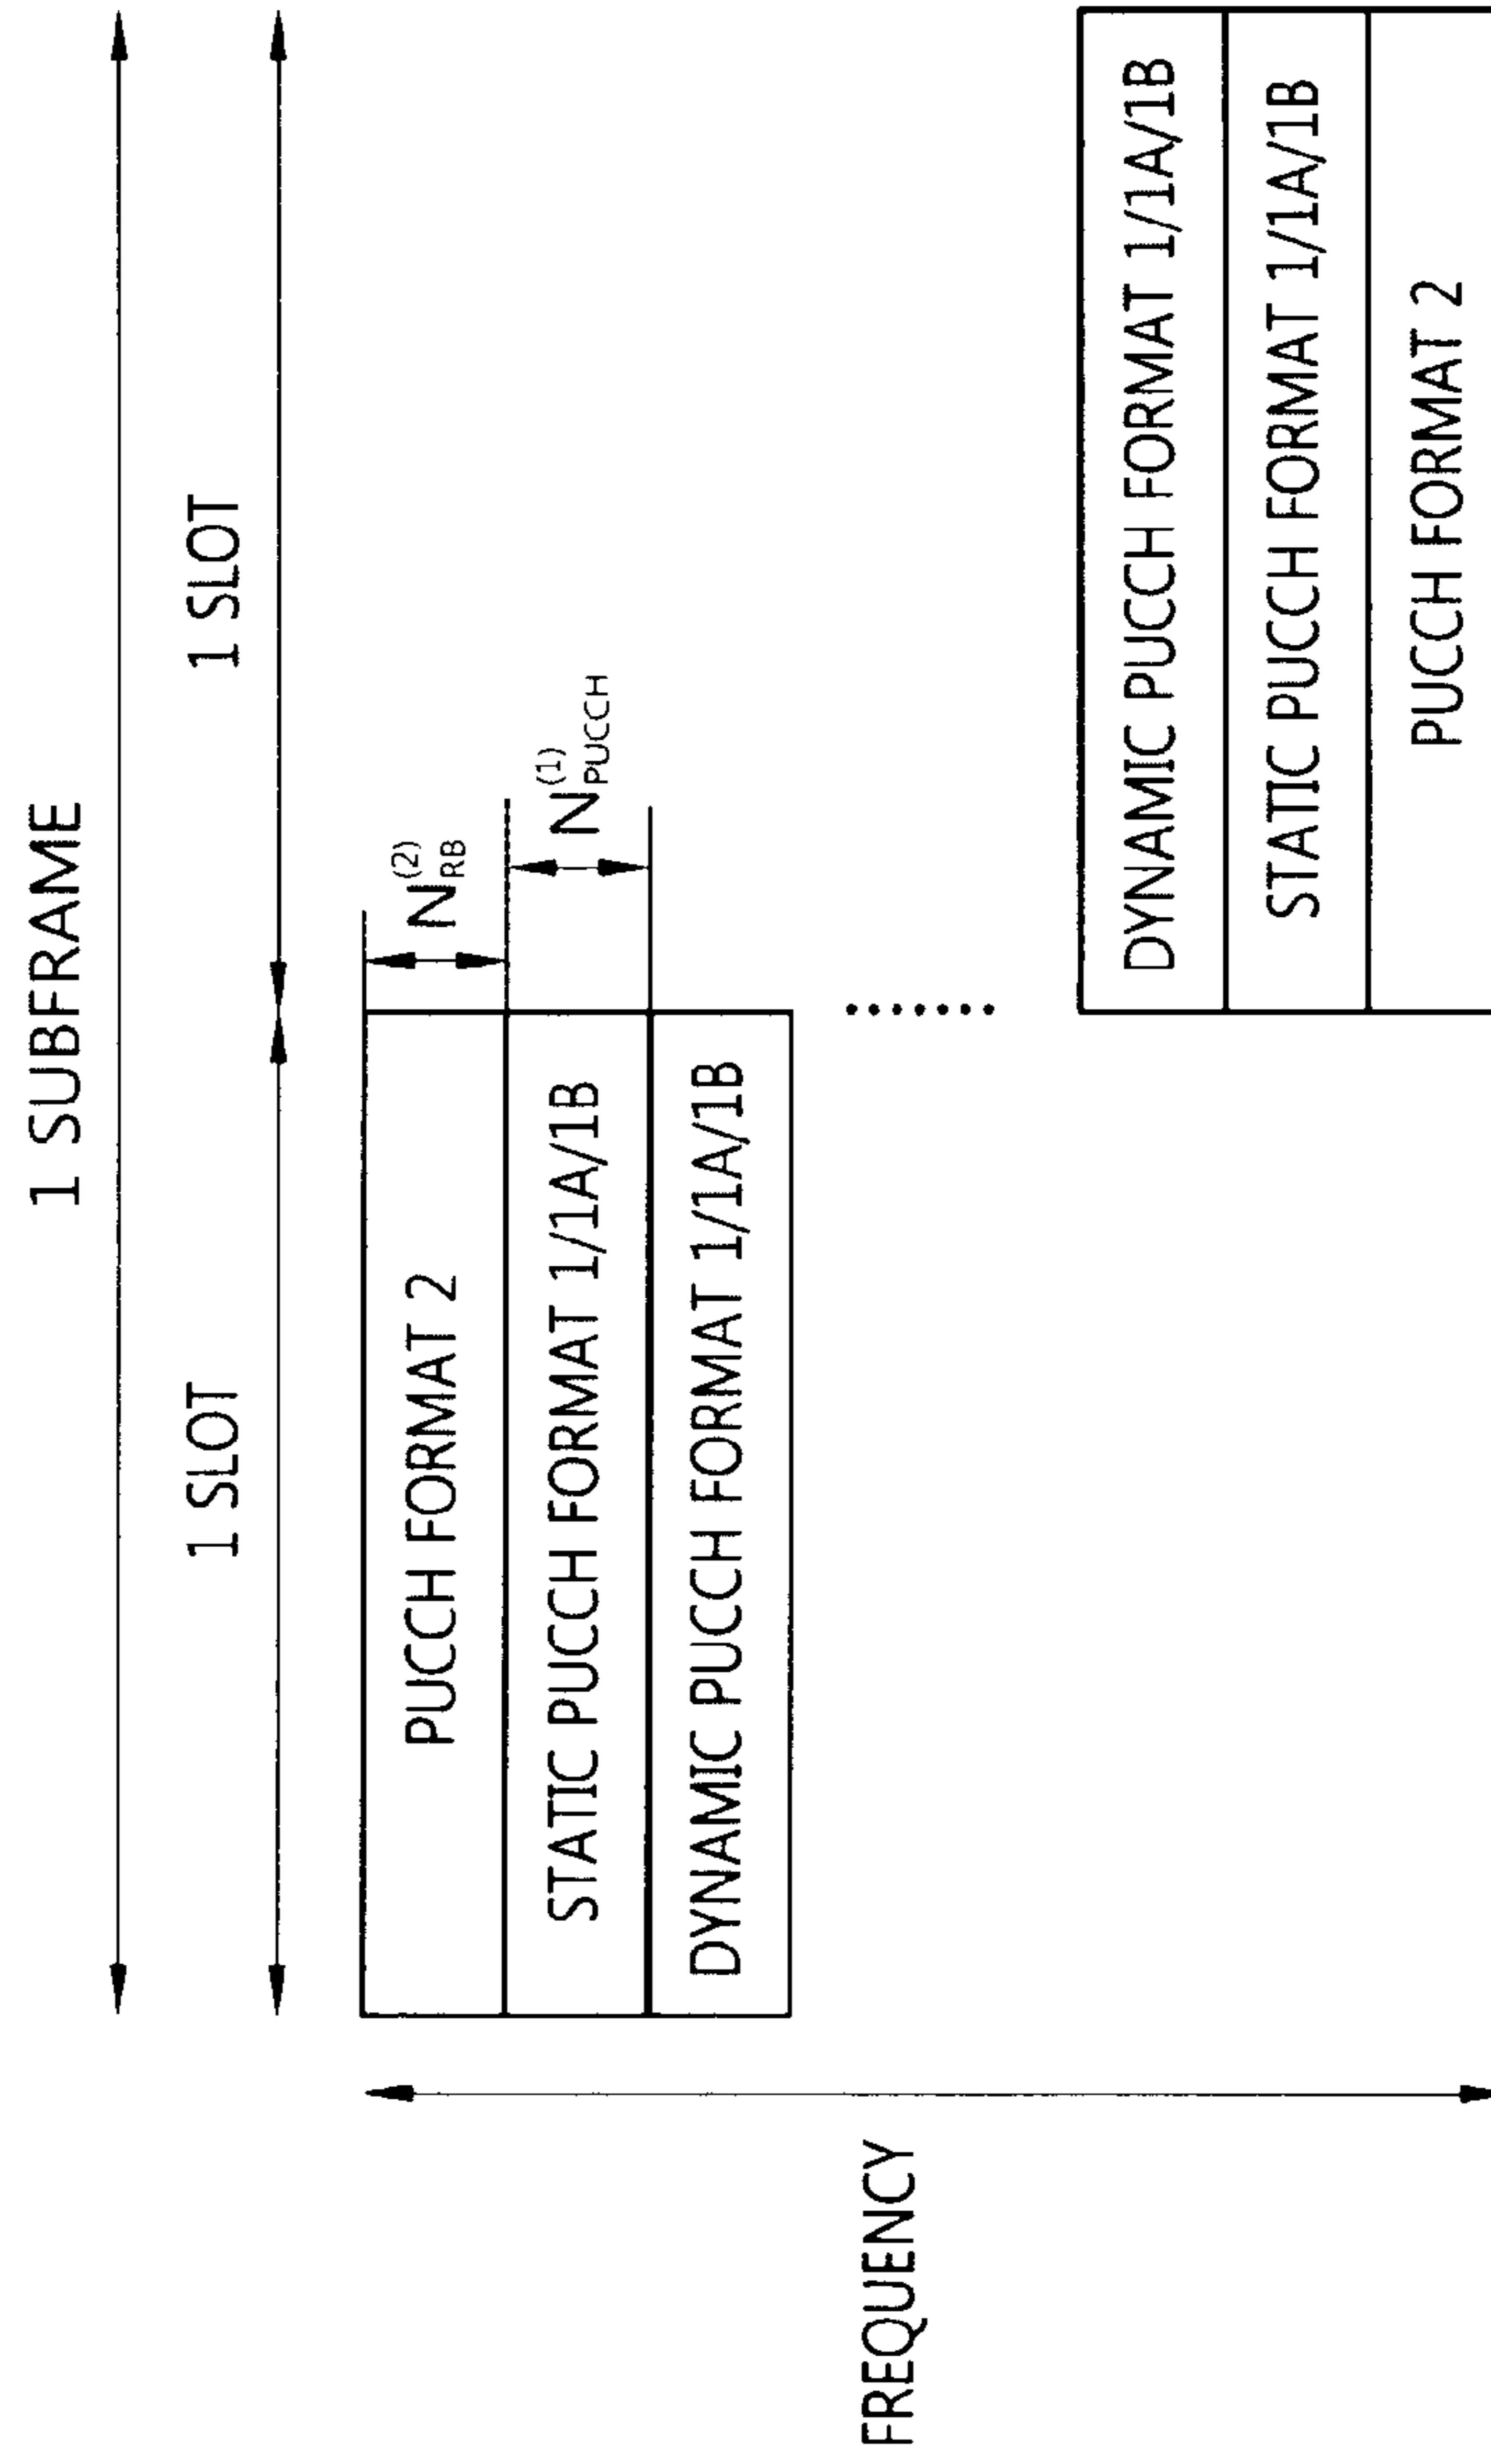 1 SUBFRAME
1 SLOT
1 SLOT
PUCCH FORMAT 2
N(2)RB
STATIC PUCCH FORMAT 1/1A/1B
N(1)PUCCH
DYNAMIC PUCCH FORMAT 1/1A/1B
FREQUENCY
DYNAMIC PUCCH FORMAT 1/1A/1B
STATIC PUCCH FORMAT 1/1A/1B
PUCCH FORMAT 2